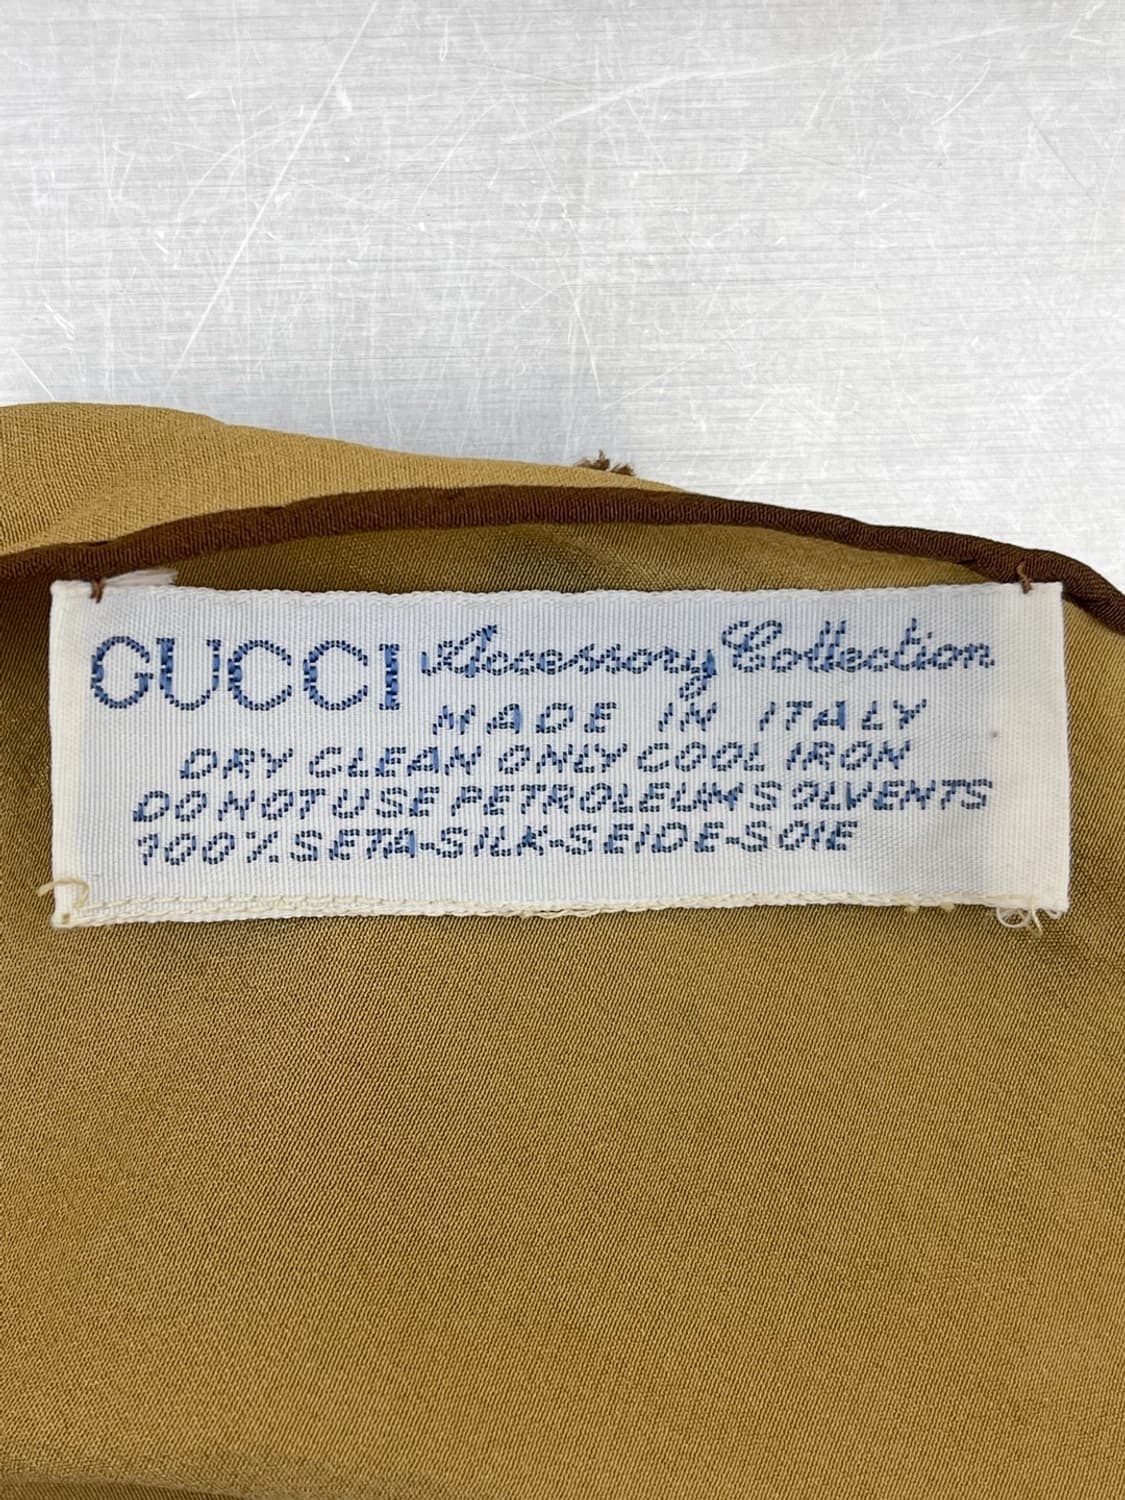 GUCCI Accessory Collection
MADE IN ITALY
DRY CLEAN ONLY COOL IRON
DO NOT USE PETROLEUM SOLVENTS
100% SETA-SILK-SEIDE-SOIE